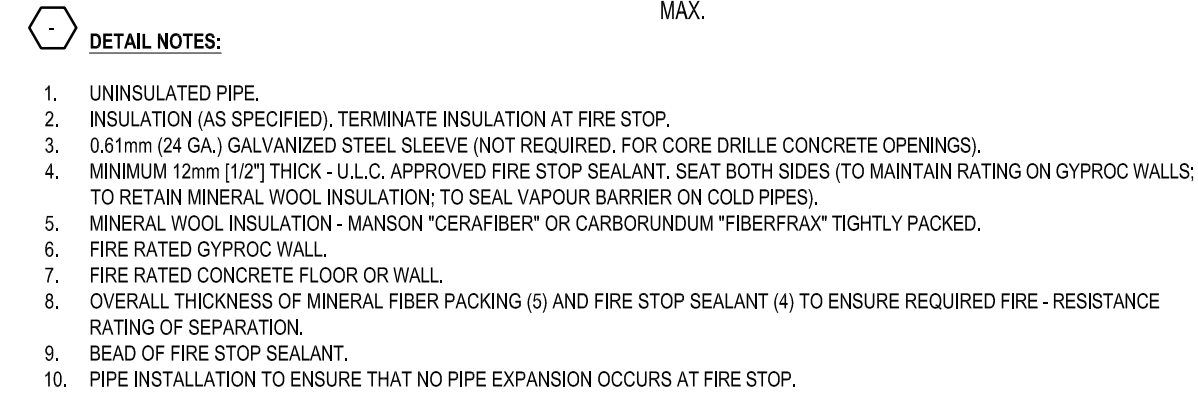 MAX.
-
DETAIL NOTES:
1. UNINSULATED PIPE.
2. INSULATION (AS SPECIFIED). TERMINATE INSULATION AT FIRE STOP.
3. 0.61mm (24 GA.) GALVANIZED STEEL SLEEVE (NOT REQUIRED. FOR CORE DRILLE CONCRETE OPENINGS).
4. MINIMUM 12mm [1/2"] THICK - U.L.C. APPROVED FIRE STOP SEALANT. SEAT BOTH SIDES (TO MAINTAIN RATING ON GYPROC WALLS;
TO RETAIN MINERAL WOOL INSULATION; TO SEAL VAPOUR BARRIER ON COLD PIPES).
5. MINERAL WOOL INSULATION - MANSON "CERAFIBER" OR CARBORUNDUM "FIBERFRAX" TIGHTLY PACKED.
6. FIRE RATED GYPROC WALL.
7. FIRE RATED CONCRETE FLOOR OR WALL.
8. OVERALL THICKNESS OF MINERAL FIBER PACKING (5) AND FIRE STOP SEALANT (4) TO ENSURE REQUIRED FIRE - RESISTANCE
RATING OF SEPARATION.
9. BEAD OF FIRE STOP SEALANT.
10. PIPE INSTALLATION TO ENSURE THAT NO PIPE EXPANSION OCCURS AT FIRE STOP.